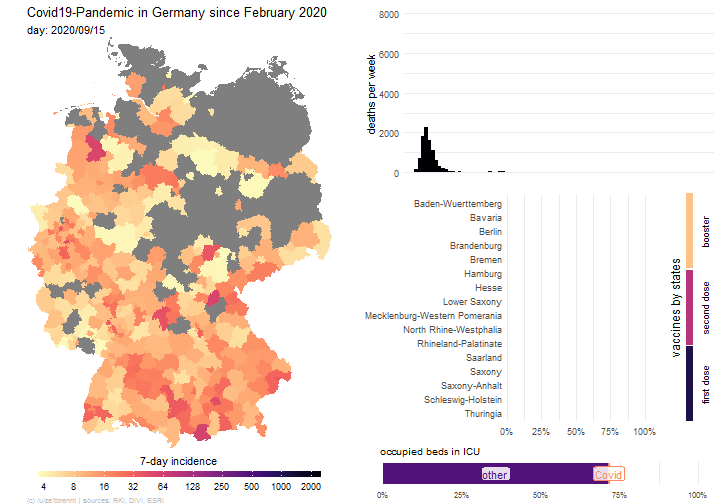 Covid19-Pandemic in Germany since February 2020
day: 2020/09/15
7-day incidence
4 8 16 32 64 128 256 512 1000 2000
(c) /u/zeitbrennt | sources: RKI, DIVI, ESRI
deaths per week
8000
6000
4000
2000
0
Baden-Wuerttemberg
Bavaria
Berlin
Brandenburg
Bremen
Hamburg
Hesse
Lower Saxony
Mecklenburg-Western Pomerania
North Rhine-Westphalia
Rhineland-Palatinate
Saarland
Saxony
Saxony-Anhalt
Schleswig-Holstein
Thuringia
0% 25% 50% 75% 100%
vaccines by states
booster
second dose
first dose
occupied beds in ICU
other Covid
0% 25% 50% 75% 100%